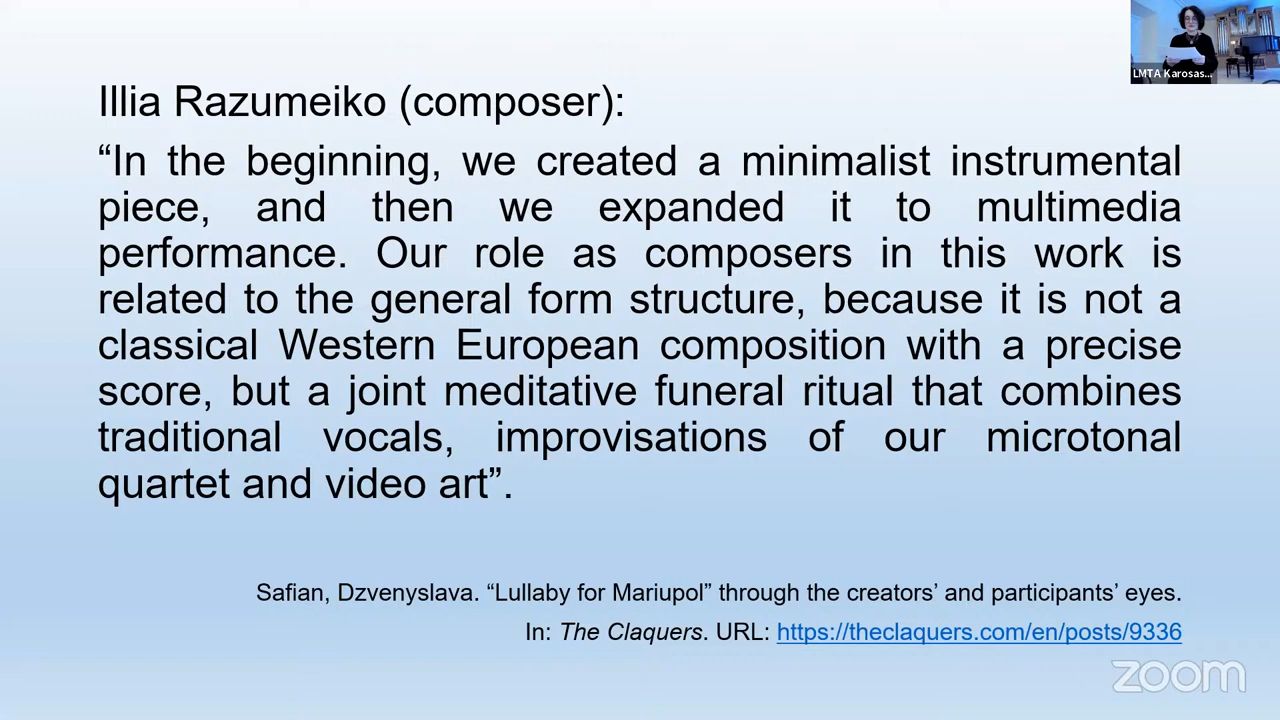 LMTA Karosas...
Illia Razumeiko (composer):
“In the beginning, we created a minimalist instrumental
piece, and then we expanded it to multimedia
performance. Our role as composers in this work is
related to the general form structure, because it is not a
classical Western European composition with a precise
score, but a joint meditative funeral ritual that combines
traditional vocals, improvisations of our microtonal
quartet and video art”.
Safian, Dzvenyslava. “Lullaby for Mariupol” through the creators’ and participants’ eyes.
In: The Claquers. URL: https://theclaquers.com/en/posts/9336
zoom